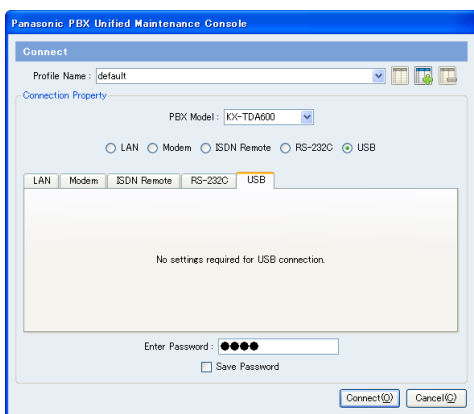 Panasonic PBX Unified Maintenance Console
Connect
Profile Name : default
Connection Property
PBX Model : KX-TDA600
LAN Modem ISDN Remote RS-232C USB
LAN Modem ISDN Remote RS-232C USB
No settings required for USB connection.
Enter Password : ●●●●
Save Password
Connect(O) Cancel(C)